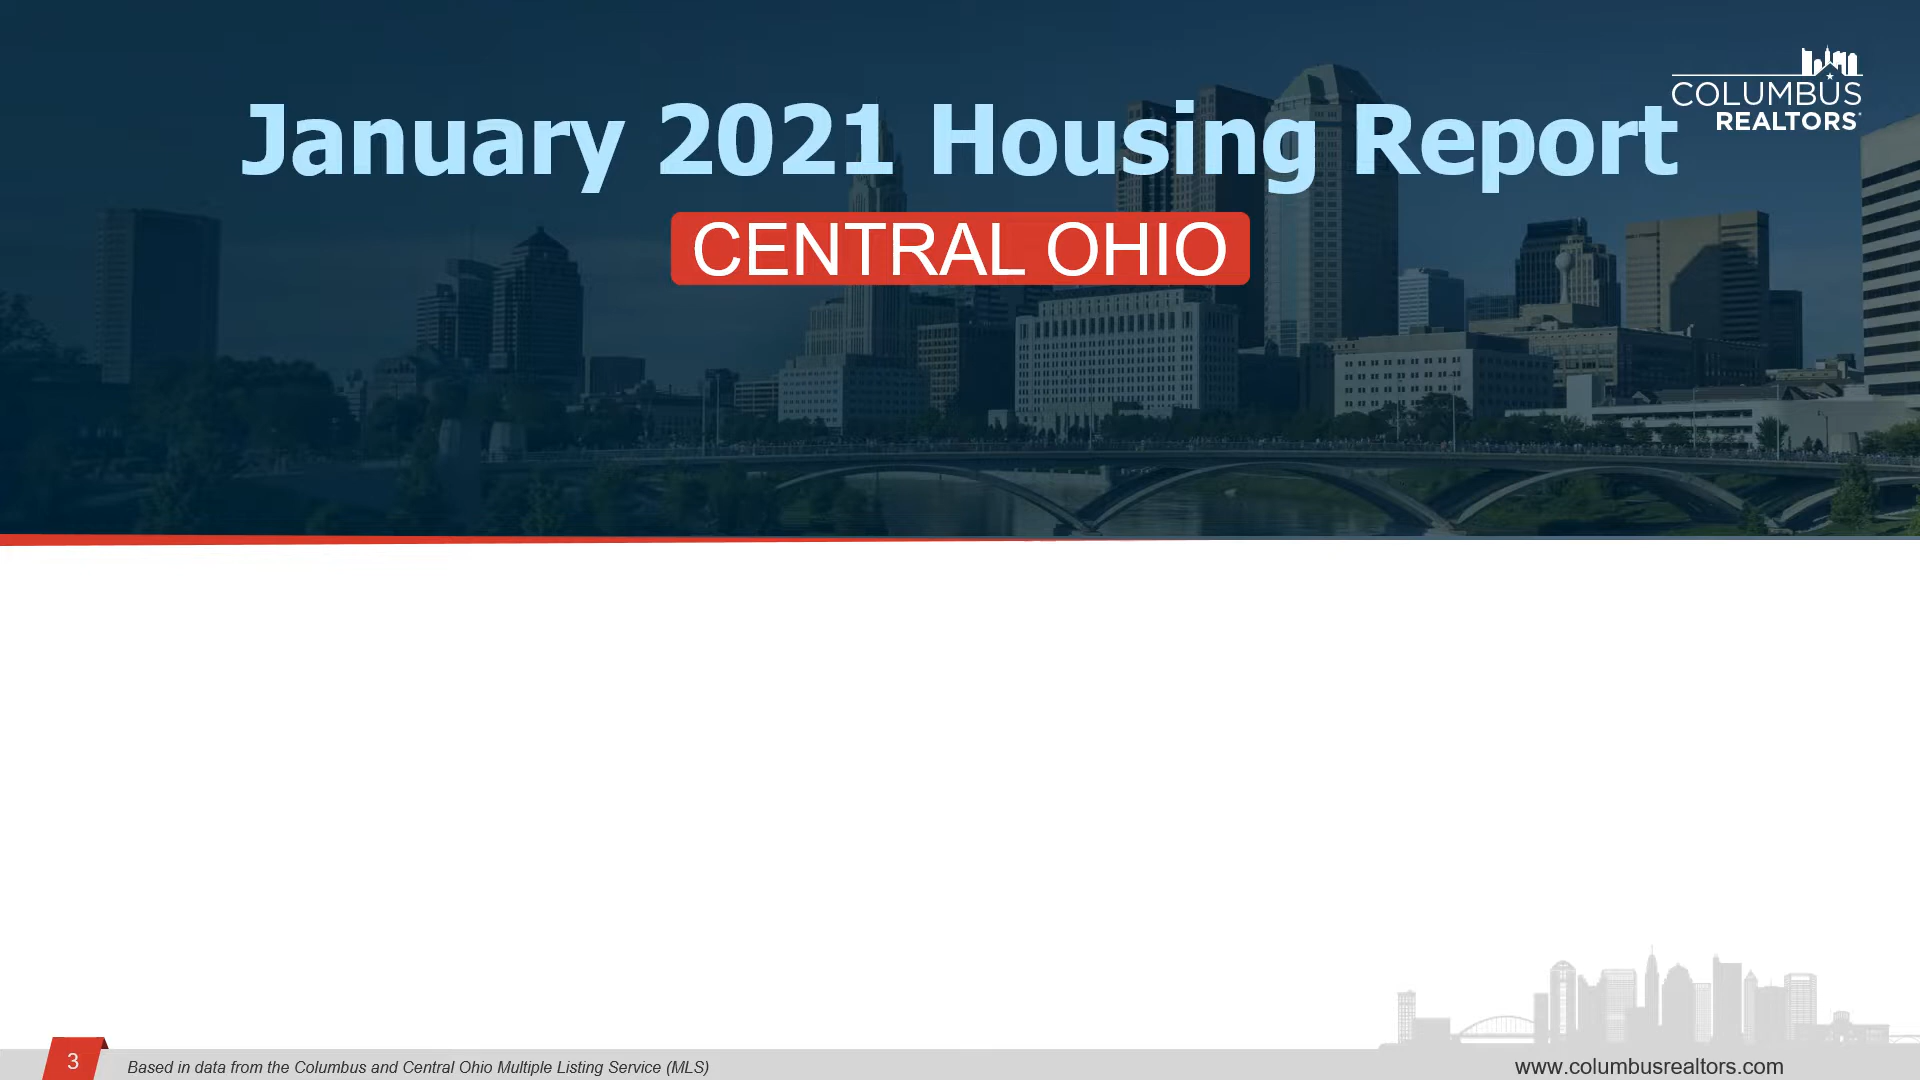 January 2021 Housing Report
COLUMBUS
REALTORS®
CENTRAL OHIO
3
Based in data from the Columbus and Central Ohio Multiple Listing Service (MLS)
www.columbusrealtors.com